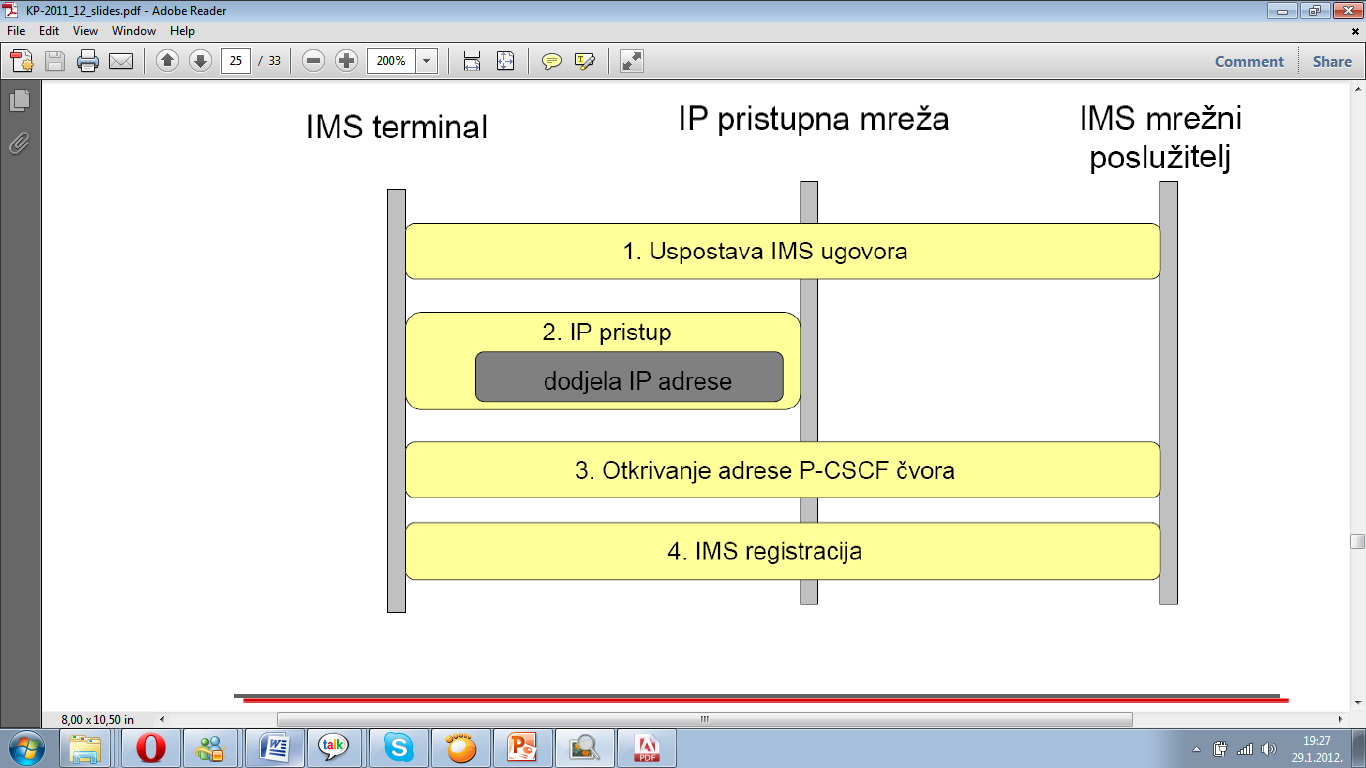 KP-2011_12_slides.pdf - Adobe Reader
File Edit View Window Help
25 / 33 200% Comment Share
IMS terminal
IP pristupna mreža
IMS mrežni
poslužitelj
1. Uspostava IMS ugovora
2. IP pristup
dodjela IP adrese
3. Otkrivanje adrese P-CSCF čvora
4. IMS registracija
8,00 x 10,50 in
talk
PDF
19:27
29.1.2012.